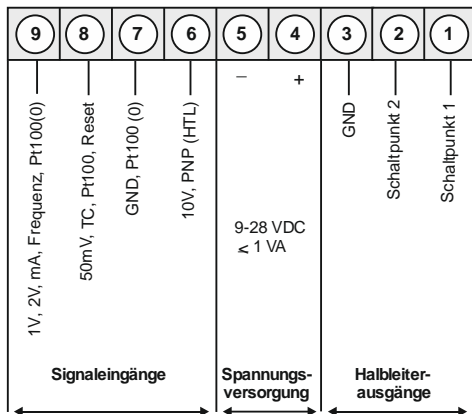 9 8 7 6 5 4 3 2 1
− +
1V, 2V, mA, Frequenz, Pt100(0)
50mV, TC, Pt100, Reset
GND, Pt100 (0)
10V, PNP (HTL)
9-28 VDC
≤ 1 VA
GND
Schaltpunkt 2
Schaltpunkt 1
Signaleingänge
Spannungs-
versorgung
Halbleiter-
ausgänge